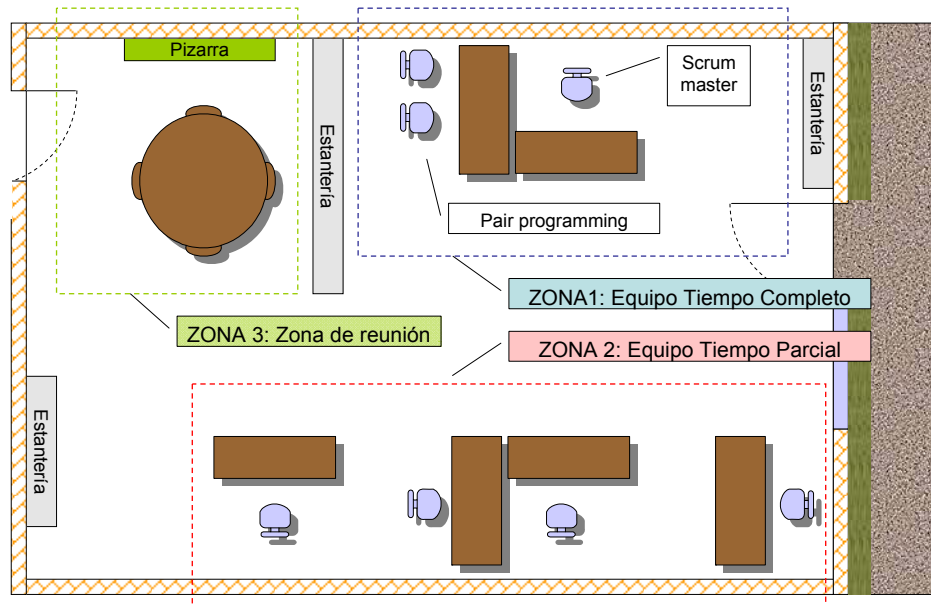 Pizarra
Scrum
master
Estantería
Estantería
Pair programming
ZONA1: Equipo Tiempo Completo
ZONA 3: Zona de reunión
ZONA 2: Equipo Tiempo Parcial
Estantería